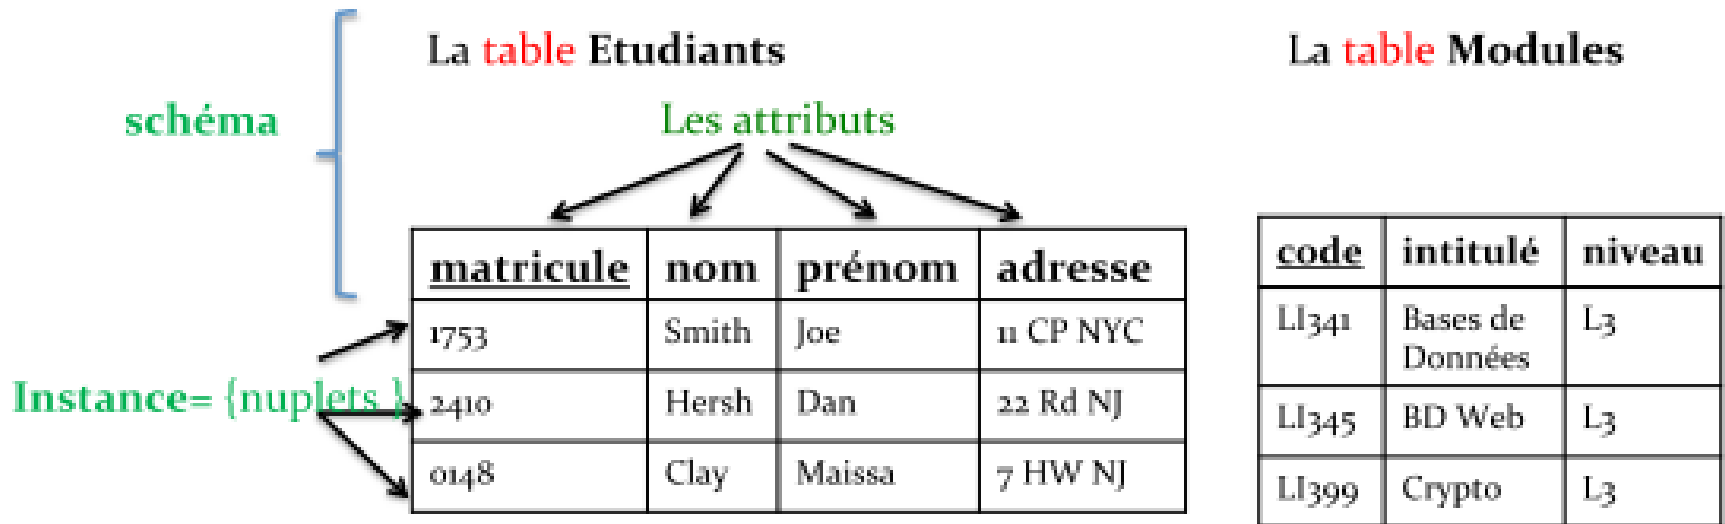 La table Etudiants
La table Modules
schéma
Les attributs
matricule nom prénom adresse
1753 Smith Joe 11 CP NYC
2410 Hersh Dan 22 Rd NJ
0148 Clay Maissa 7 HW NJ
Instance= {nuplets }
code intitulé niveau
LI341 Bases de L3
Données
LI345 BD Web L3
LI399 Crypto L3